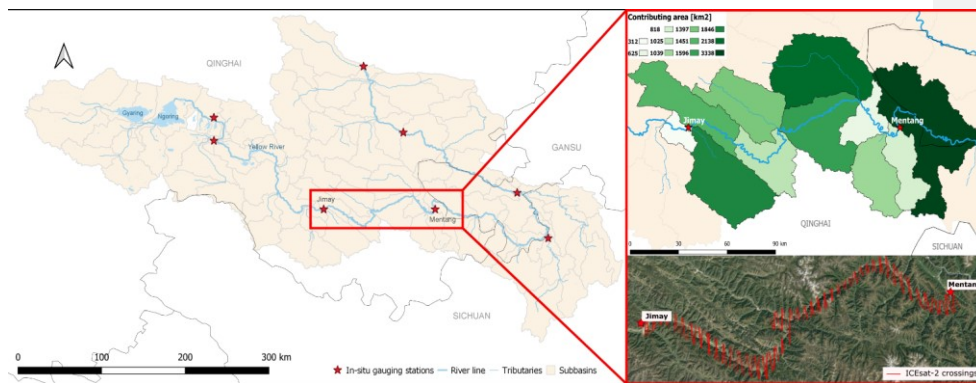 QINGHAI
Gyaring
Ngoring
Yellow River
GANSU
Jimay
Mentang
SICHUAN
0 100 200 300 km
In-situ gauging stations River line Tributaries Subbasins
Contributing area [km2]
818 1397 1846
312 1025 1451 2138
625 1039 1596 3338
Jimay
Mentang
QINGHAI
SICHUAN
0 30 60 90 km
Mentan
Jimay
ICEsat-2 crossings